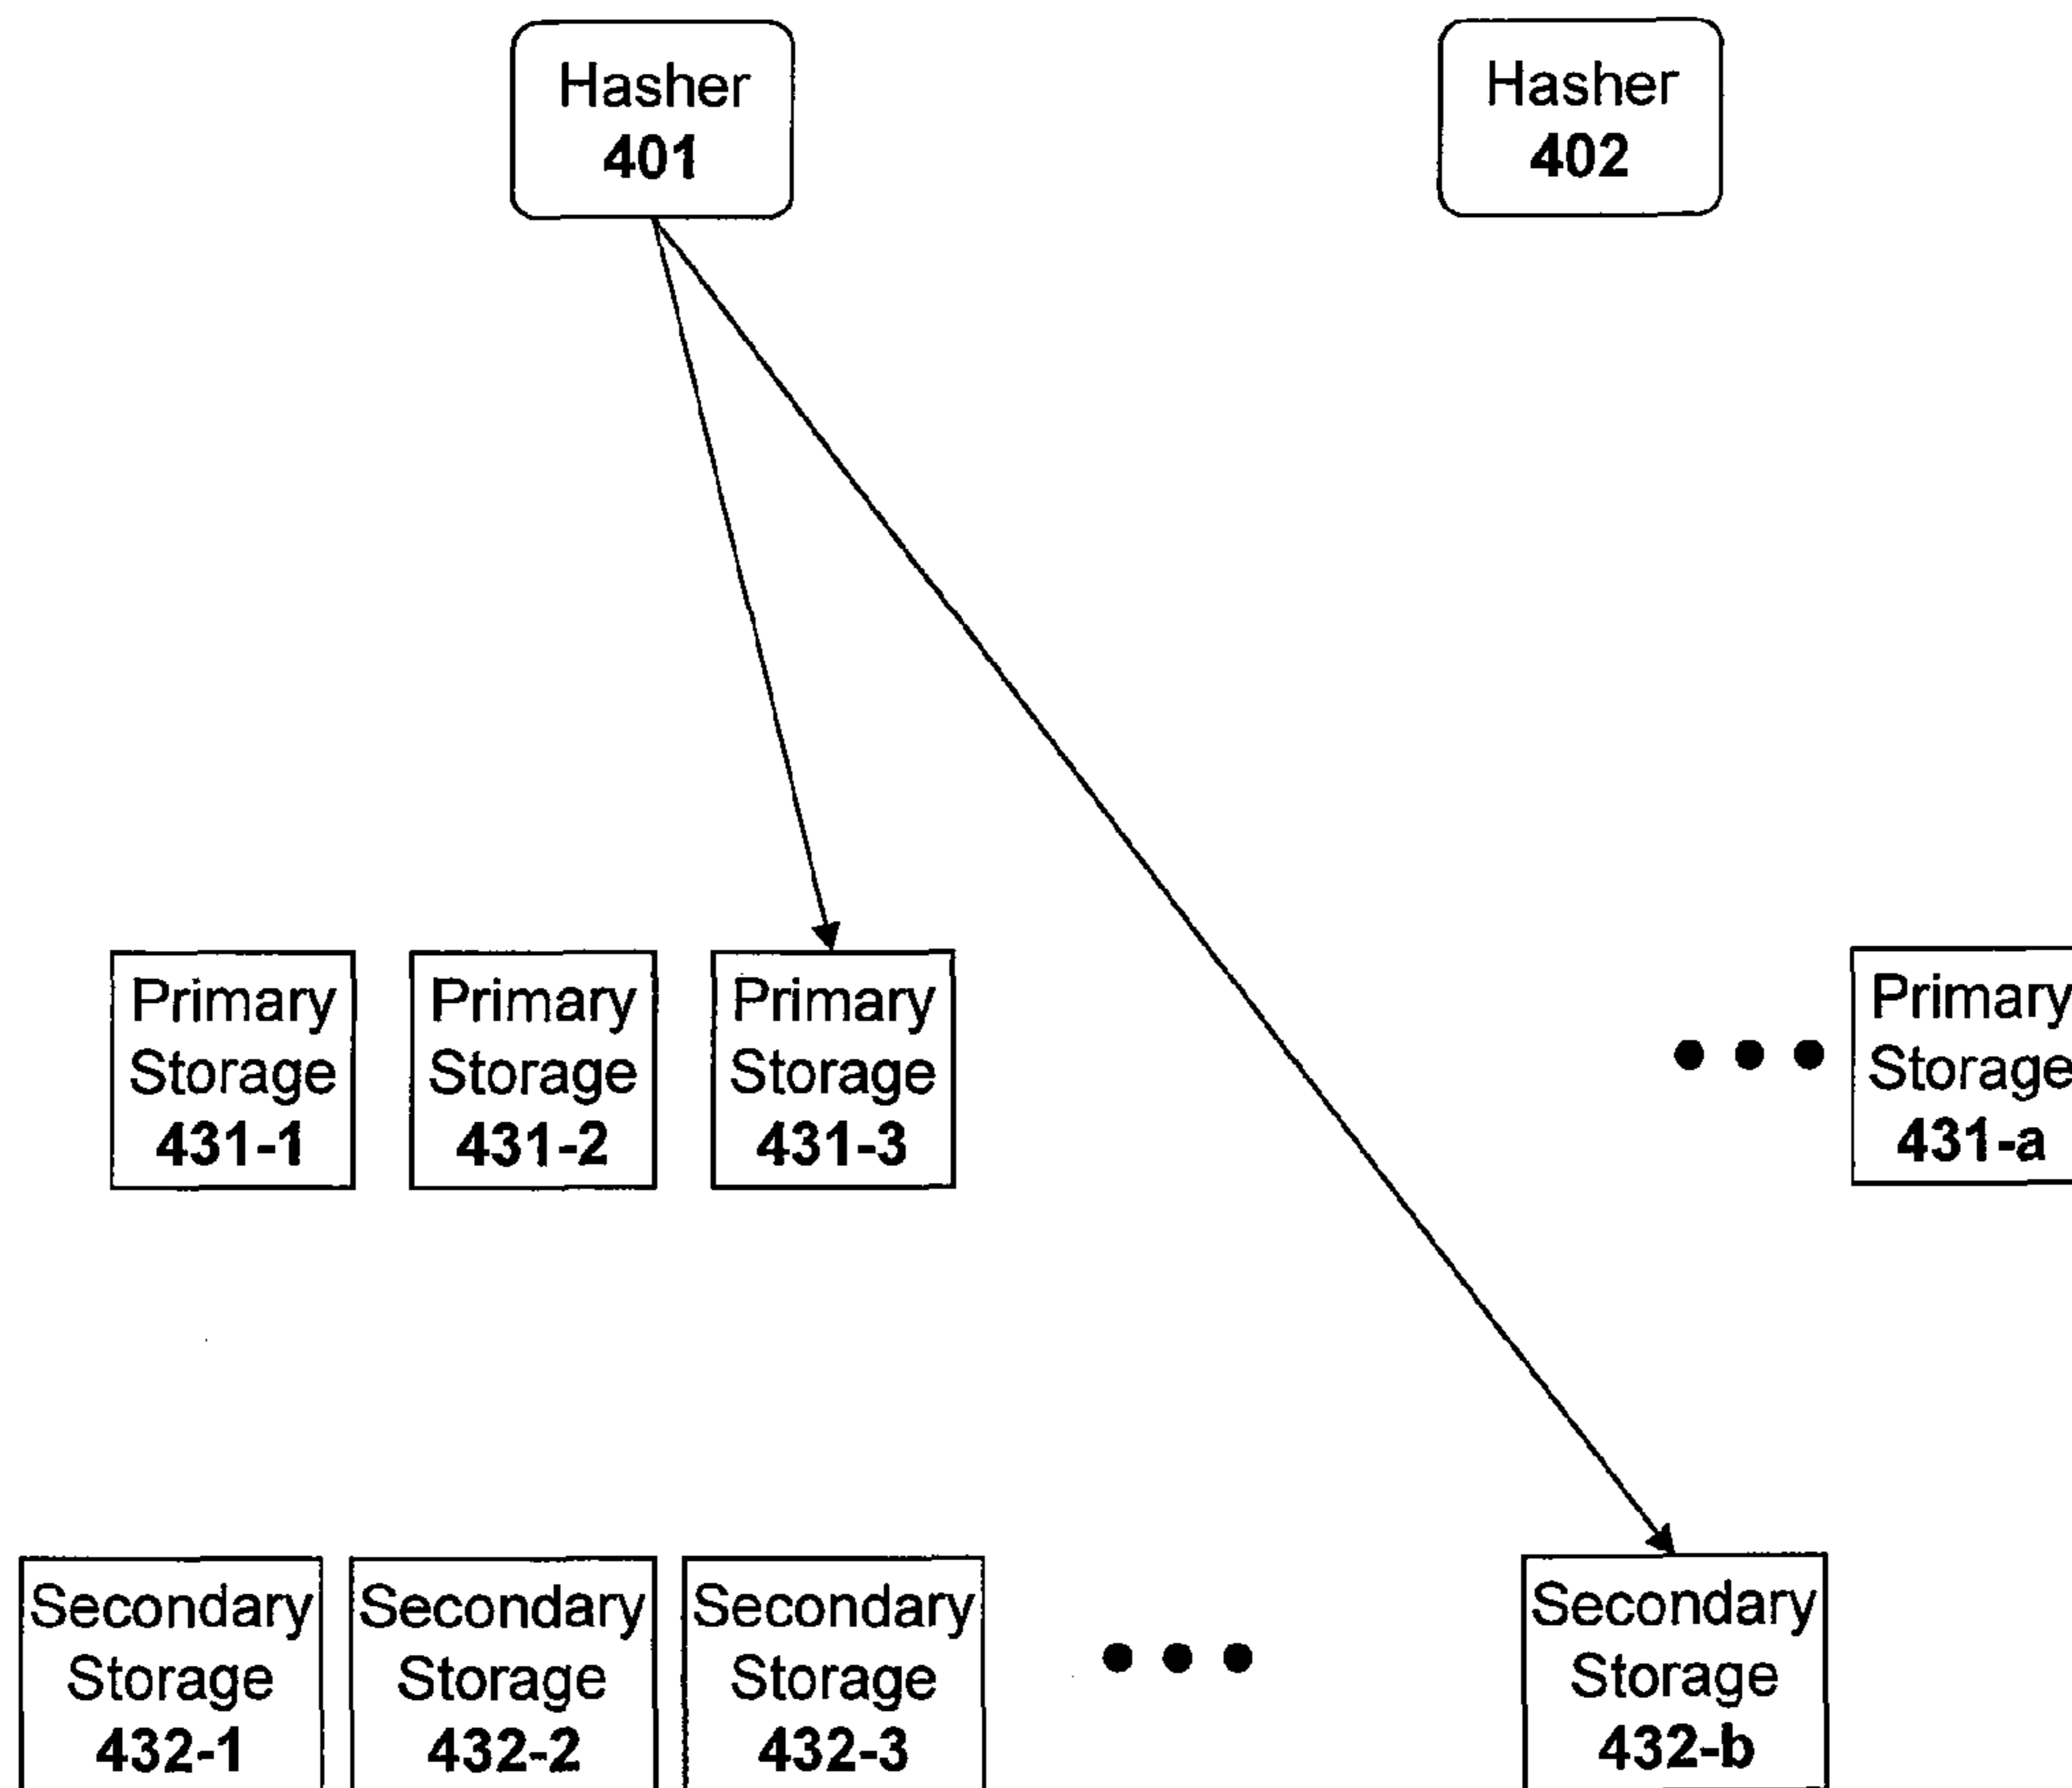 Hasher
401
Hasher
402
Primary
Storage
431-1
Primary
Storage
431-2
Primary
Storage
431-3
Primary
Storage
431-a
Secondary
Storage
432-1
Secondary
Storage
432-2
Secondary
Storage
432-3
Secondary
Storage
432-b